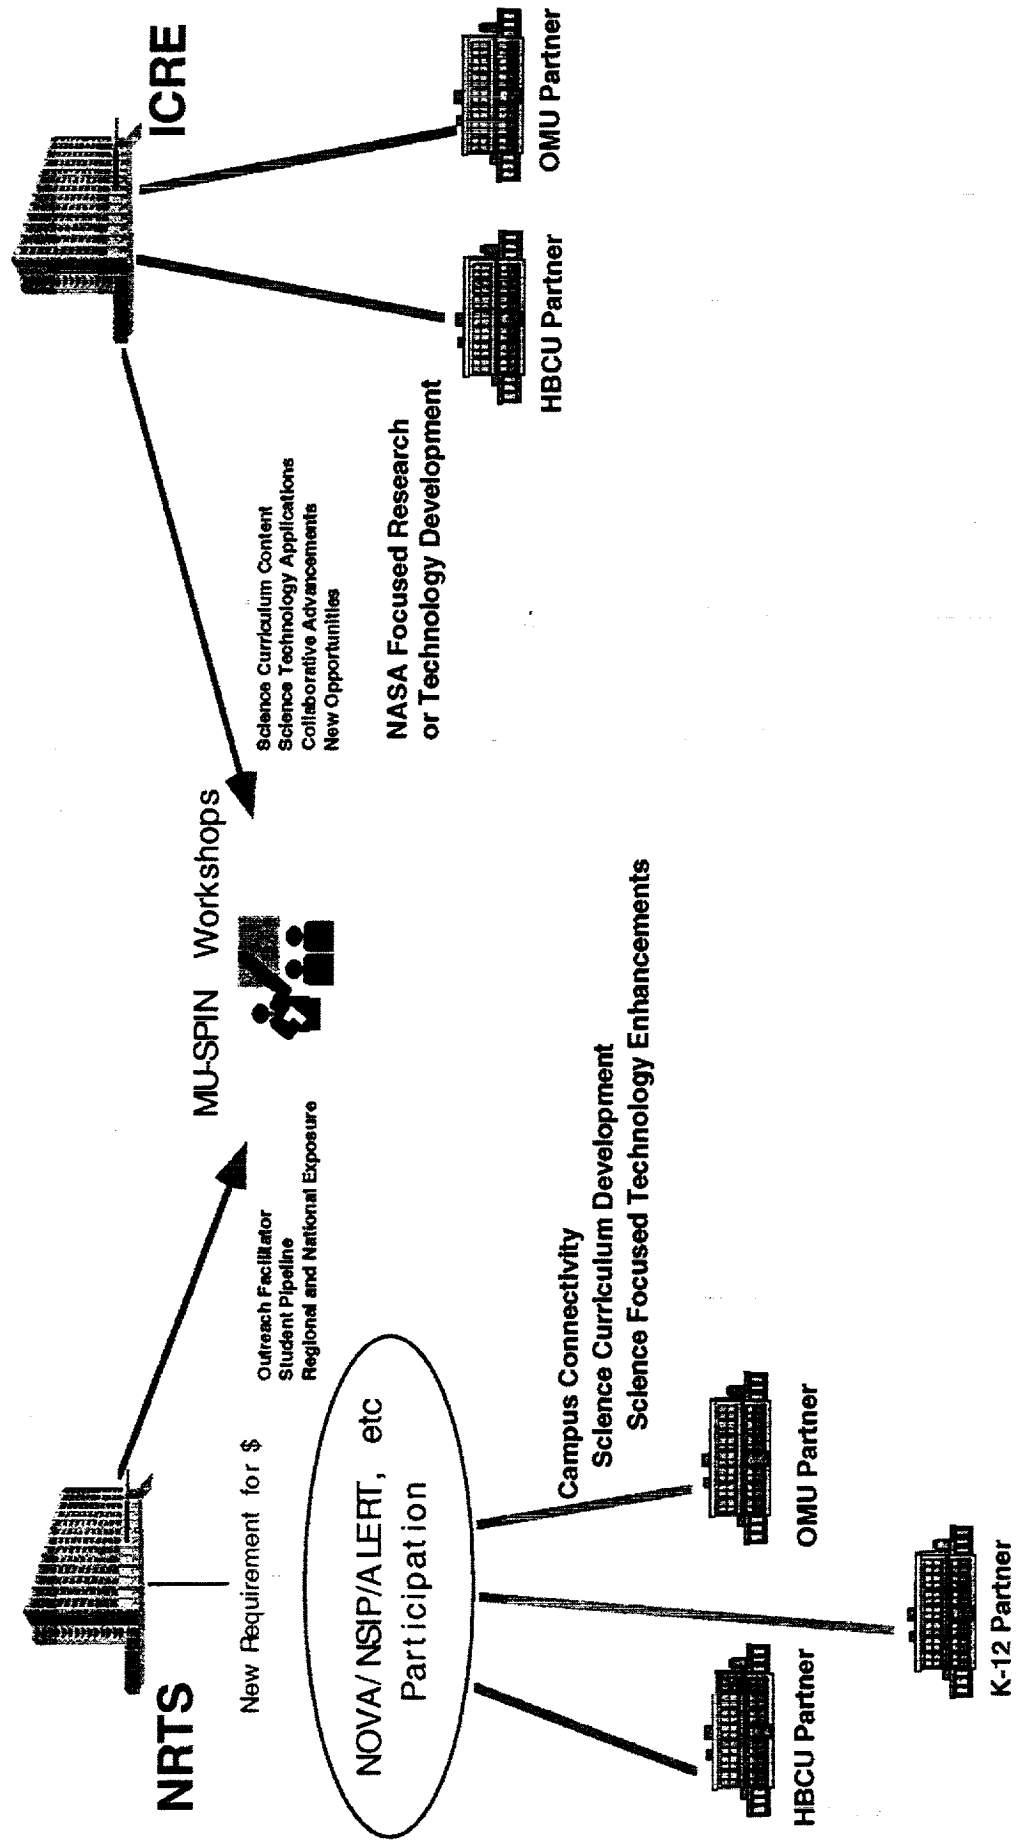 NRTS
ICRE
MU-SPIN Workshops
New Requirement for $
Outreach Facilitator
Student Pipeline
Regional and National Exposure
Science Curriculum Content
Science Technology Applications
Collaborative Advancements
New Opportunities
NOVA/NSIP/ALERT, etc
Participation
NASA Focused Research
or Technology Development
HBCU Partner
OMU Partner
Campus Connectivity
Science Curriculum Development
Science Focused Technology Enhancements
HBCU Partner
OMU Partner
K-12 Partner